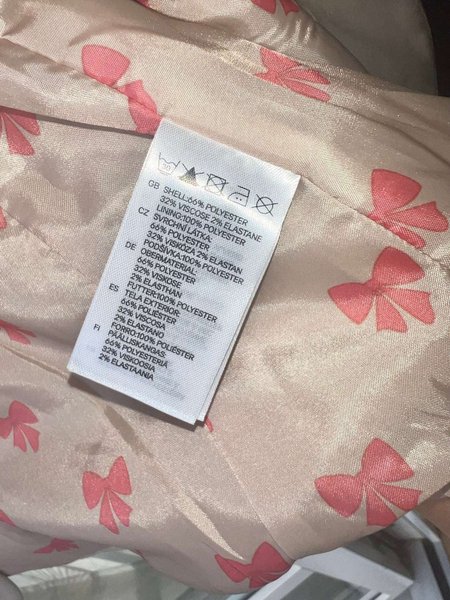 GB SHELL:66% POLYESTER
32% VISCOSE 2% ELASTANE
LINING:100% POLYESTER
CZ SVRCHNÍ LÁTKA:
66% POLYESTER
32% VISKÓZA 2% ELASTAN
PODŠÍVKA:100% POLYESTER
DE OBERMATERIAL:
66% POLYESTER
32% VISKOSE
2% ELASTHAN
FUTTER:100% POLYESTER
ES TELA EXTERIOR:
66% POLIÉSTER
32% VISCOSA
2% ELASTANO
FORRO:100% POLIÉSTER
FI PÄÄLLISKANGAS:
66% POLYESTERIÄ
32% VISKOOSIA
2% ELASTAANIA